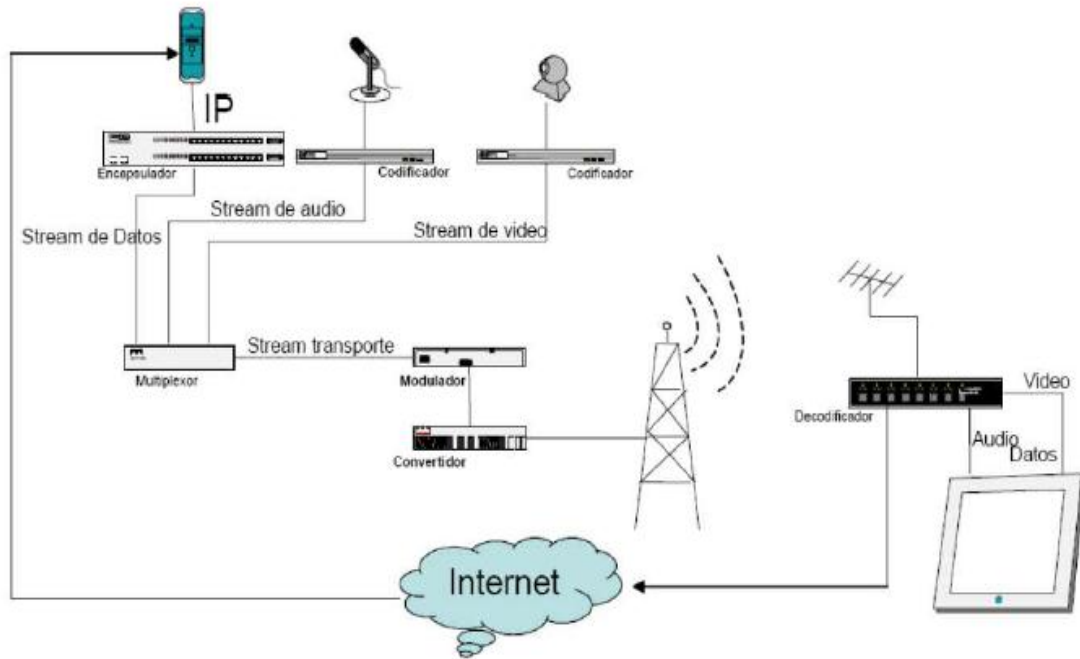 IP
Encapsulador
Codificador
Codificador
Stream de audio
Stream de Datos
Stream de video
Stream transporte
Multiplexor
Modulador
Convertidor
Decodificador
Video
Audio
Datos
Internet